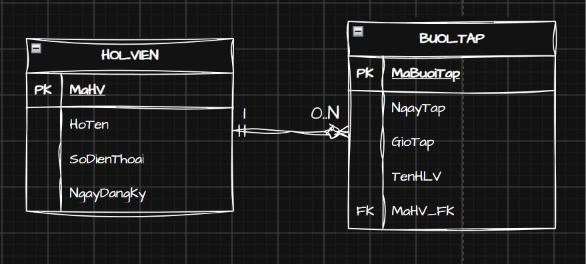 HOI_VIEN
PK MaHV
HoTen
SoDienThoai
NgayDangKy
1
0..N
BUOI_TAP
PK MaBuoiTap
NgayTap
GioTap
TenHLV
FK MaHV_FK